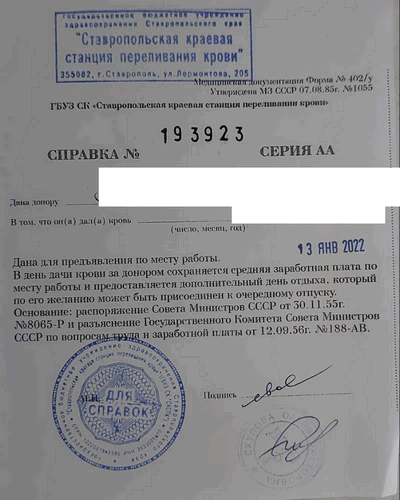 Государственное бюджетное учреждение
здравоохранения Ставропольского края
"Ставропольская краевая
станция переливания крови"
355002, г.Ставрополь, ул.Лермонтова, 205
Медицинская документация Форма № 402/у
Утверждена МЗ СССР 07.08.85г. №1055
ГБУЗ СК «Ставропольская краевая станция переливания крови»
193923
СПРАВКА № СЕРИЯ АА
Дана донору
В том, что он(а) дал(а) кровь
(число, месяц, год)
13 ЯНВ 2022
Дана для предъявления по месту работы.
В день дачи крови за донором сохраняется средняя заработная плата по
месту работы и предоставляется дополнительный день отдыха, который
по его желанию может быть присоединен к очередному отпуску.
Основание: распоряжение Совета Министров СССР от 30.11.55г.
№8065-Р и разъяснение Государственного Комитета Совета Министров
СССР по вопросам труда и заработной платы от 12.09.56г. №188-АВ.
М.П.
ДЛЯ
СПРАВОК
Подпись